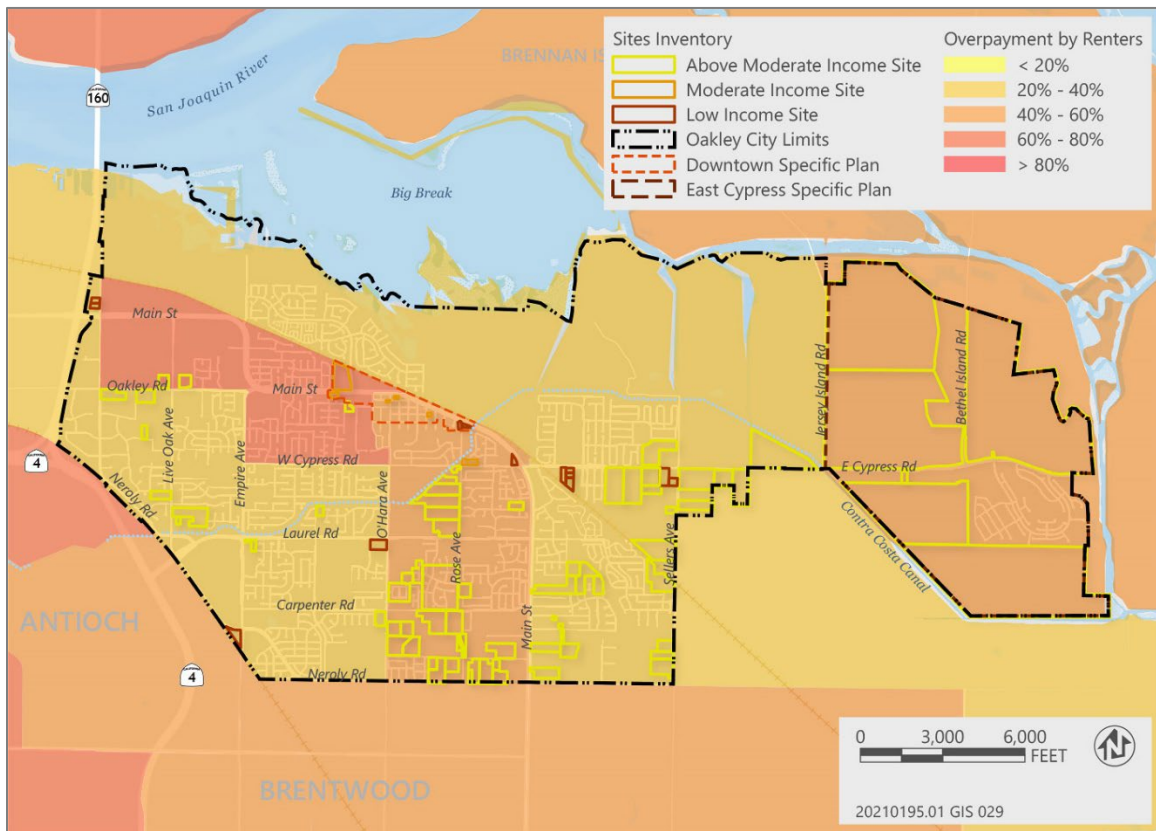 BRENNAN IS
160
San Joaquin River
Big Break
Sites Inventory
Above Moderate Income Site
Moderate Income Site
Low Income Site
Oakley City Limits
Downtown Specific Plan
East Cypress Specific Plan
Overpayment by Renters
< 20%
20% - 40%
40% - 60%
60% - 80%
> 80%
Main St
Oakley Rd
Main St
Live Oak Ave
Empire Ave
W Cypress Rd
O'Hara Ave
Jersey Island Rd
Bethel Island Rd
E Cypress Rd
4
Neroly Rd
Laurel Rd
Rose Ave
Sellers Ave
Contra Costa Canal
Carpenter Rd
Main St
ANTIOCH
4
Neroly Rd
BRENTWOOD
0 3,000 6,000
FEET
N
20210195.01 GIS 029